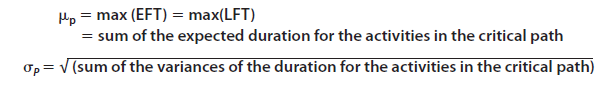 μp = max (EFT) = max(LFT)
= sum of the expected duration for the activities in the critical path
σp = √(sum of the variances of the duration for the activities in the critical path)